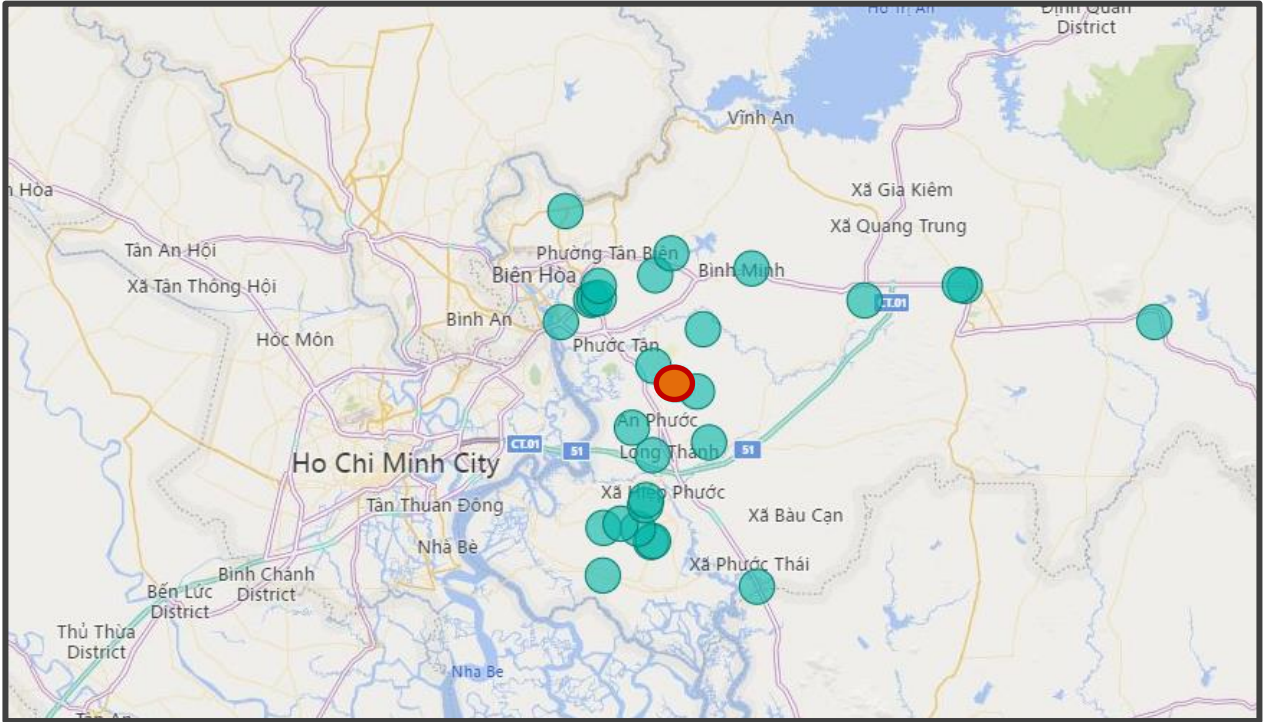 Định Quán
District
Vĩnh An
Hòa
Xã Gia Kiệm
Xã Quang Trung
Tân An Hội
Phường Tân Biên
Biên Hòa
Bình Minh
Xã Tân Thông Hội
CT.01
Bình An
Hóc Môn
Phước Tân
An Phước
CT.01
51
51
Long Thành
Ho Chi Minh City
Xã Hiệp Phước
Tân Thuan Đông
Xã Bàu Cạn
Nhà Bè
Xã Phước Thái
Bình Chánh
District
Bến Lức
District
Thủ Thừa
District
Nha Be